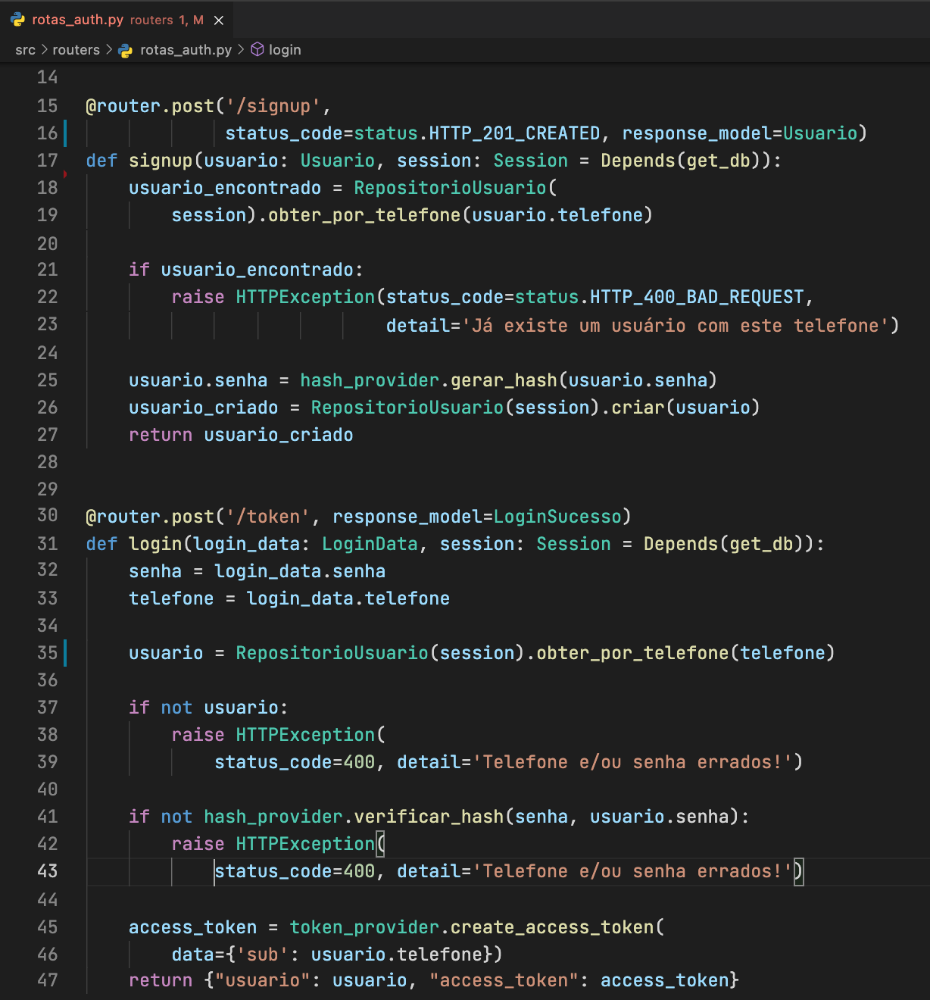 rotas_auth.py routers 1, M
src > routers > rotas_auth.py > login
14
15 @router.post('/signup',
16 status_code=status.HTTP_201_CREATED, response_model=Usuario)
17 def signup(usuario: Usuario, session: Session = Depends(get_db)):
18 usuario_encontrado = RepositorioUsuario(
19 session).obter_por_telefone(usuario.telefone)
20
21 if usuario_encontrado:
22 raise HTTPException(status_code=status.HTTP_400_BAD_REQUEST,
23 detail='Já existe um usuário com este telefone')
24
25 usuario.senha = hash_provider.gerar_hash(usuario.senha)
26 usuario_criado = RepositorioUsuario(session).criar(usuario)
27 return usuario_criado
28
29
30 @router.post('/token', response_model=LoginSucesso)
31 def login(login_data: LoginData, session: Session = Depends(get_db)):
32 senha = login_data.senha
33 telefone = login_data.telefone
34
35 usuario = RepositorioUsuario(session).obter_por_telefone(telefone)
36
37 if not usuario:
38 raise HTTPException(
39 status_code=400, detail='Telefone e/ou senha errados!')
40
41 if not hash_provider.verificar_hash(senha, usuario.senha):
42 raise HTTPException(
43 status_code=400, detail='Telefone e/ou senha errados!')
44
45 access_token = token_provider.create_access_token(
46 data={'sub': usuario.telefone})
47 return {"usuario": usuario, "access_token": access_token}